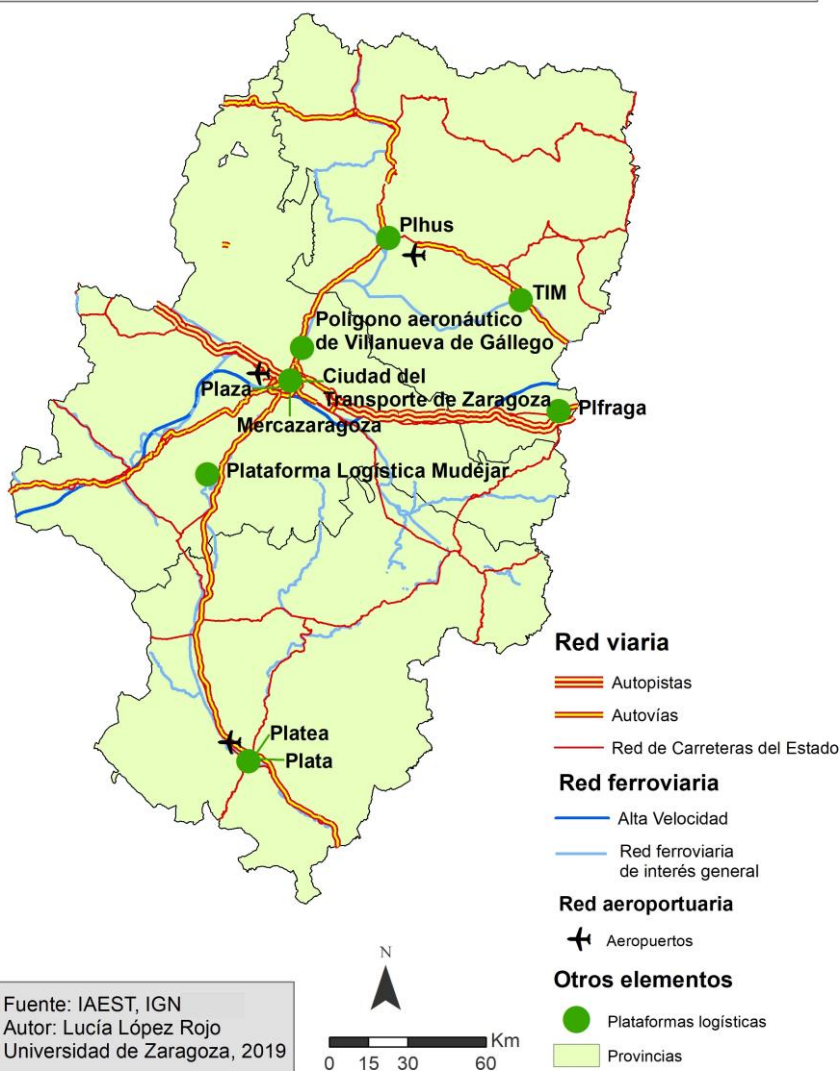 Plhus
TIM
Polígono aeronáutico
de Villanueva de Gállego
Plaza
Ciudad del
Transporte de Zaragoza
Plfraga
Mercazaragoza
Plataforma Logística Mudéjar
Platea
Plata
Red viaria
Autopistas
Autovías
Red de Carreteras del Estado
Red ferroviaria
Alta Velocidad
Red ferroviaria
de interés general
Red aeroportuaria
Aeropuertos
Otros elementos
Plataformas logísticas
Provincias
N
Km
0 15 30 60
Fuente: IAEST, IGN
Autor: Lucía López Rojo
Universidad de Zaragoza, 2019